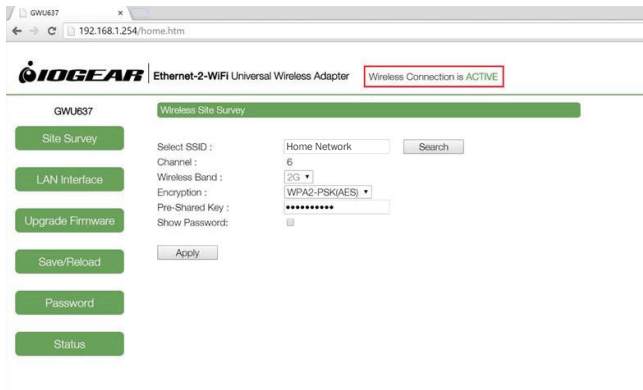 GWU637
192.168.1.254/home.htm
IOGEAR Ethernet-2-WiFi Universal Wireless Adapter Wireless Connection is ACTIVE
GWU637
Wireless Site Survey
Site Survey
LAN Interface
Upgrade Firmware
Save/Reload
Password
Status
Select SSID : Home Network Search
Channel : 6
Wireless Band : 2G
Encryption : WPA2-PSK(AES)
Pre-Shared Key : ••••••••••
Show Password:
Apply